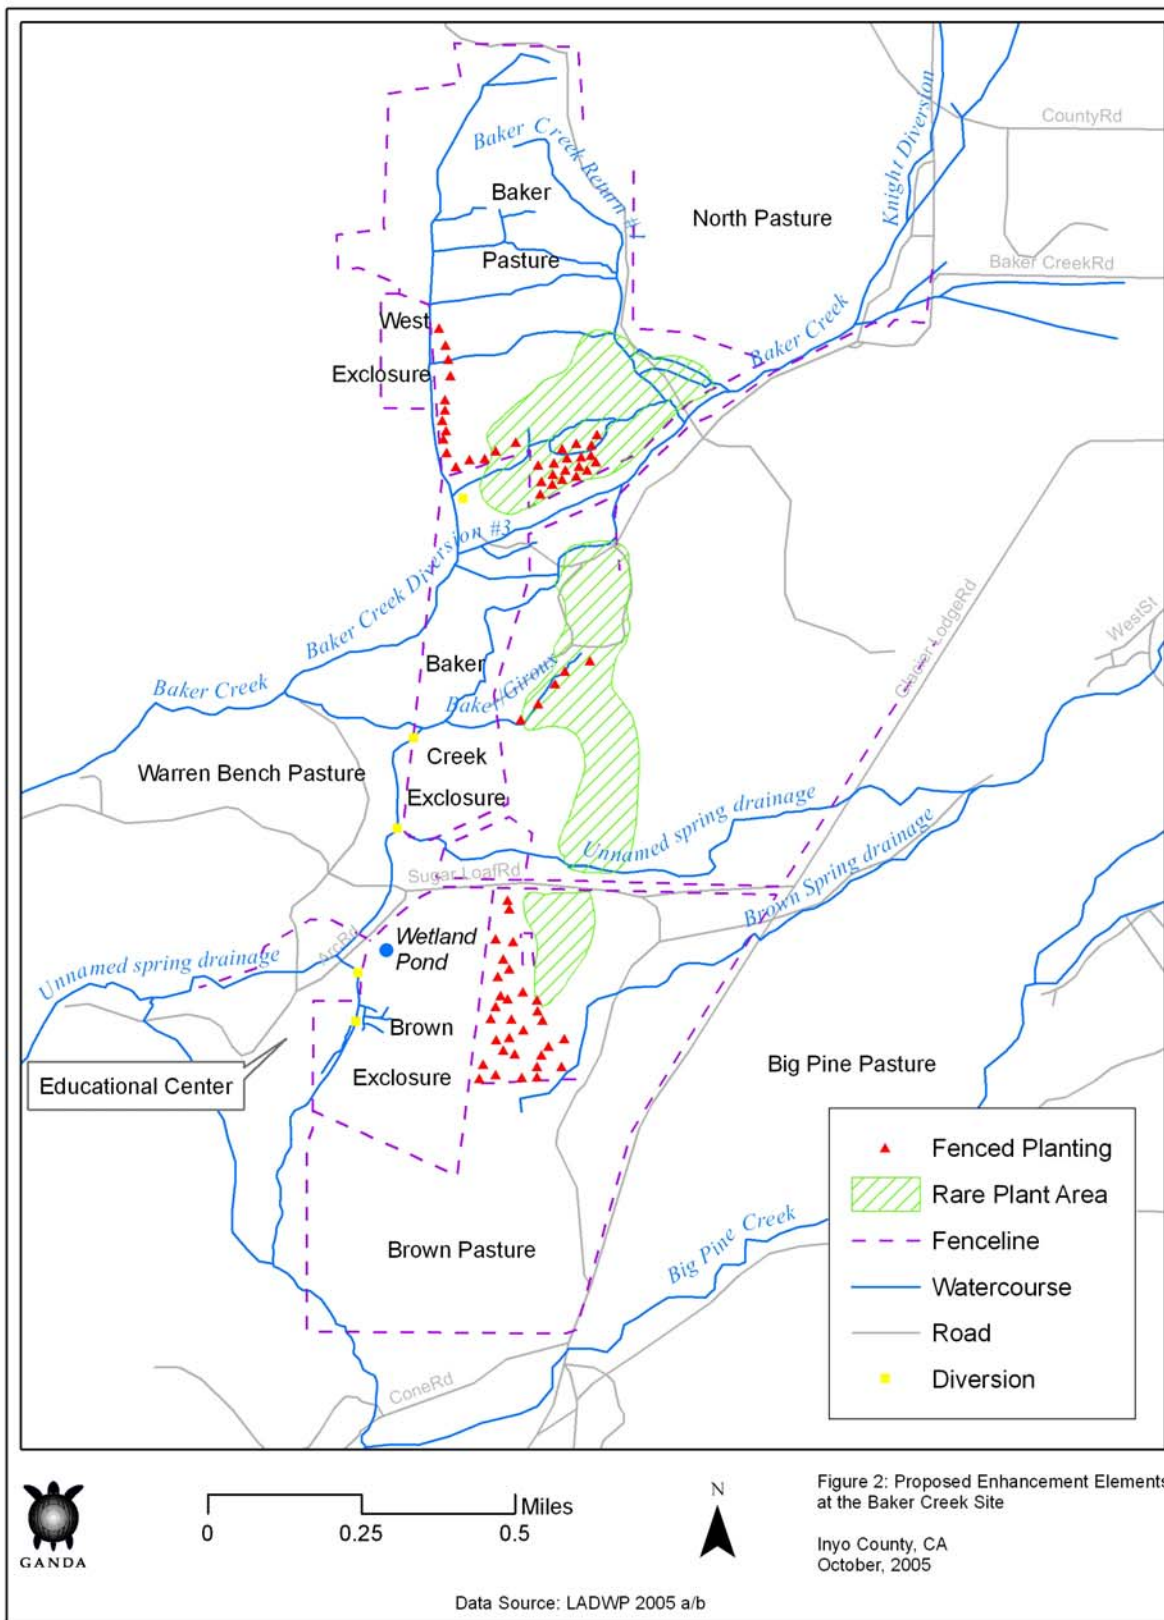 CountyRd
Knight Diversion
Baker Creek Return #1
Baker
North Pasture
Pasture
Baker CreekRd
West
Baker Creek
Exclosure
Baker Creek Diversion #3
Glacier LodgeRd
WestSt
Baker
Baker/Giroux
Baker Creek
Creek
Warren Bench Pasture
Exclosure
Unnamed spring drainage
Sugar LoafRd
Brown Spring drainage
ArcRd
Wetland
Pond
Unnamed spring drainage
Brown
Educational Center
Exclosure
Big Pine Pasture
Brown Pasture
Big Pine Creek
ConeRd
Fenced Planting
Rare Plant Area
Fenceline
Watercourse
Road
Diversion
GANDA
Miles
0 0.25 0.5
N
Figure 2: Proposed Enhancement Elements
at the Baker Creek Site
Inyo County, CA
October, 2005
Data Source: LADWP 2005 a/b